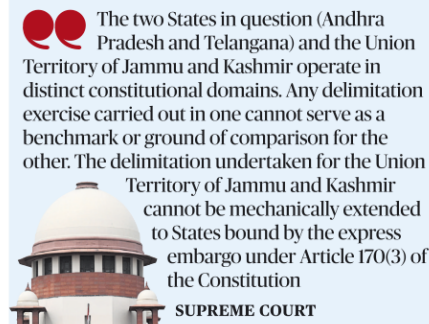 The two States in question (Andhra
Pradesh and Telangana) and the Union
Territory of Jammu and Kashmir operate in
distinct constitutional domains. Any delimitation
exercise carried out in one cannot serve as a
benchmark or ground of comparison for the
other. The delimitation undertaken for the Union
Territory of Jammu and Kashmir
cannot be mechanically extended
to States bound by the express
embargo under Article 170(3) of
the Constitution
SUPREME COURT